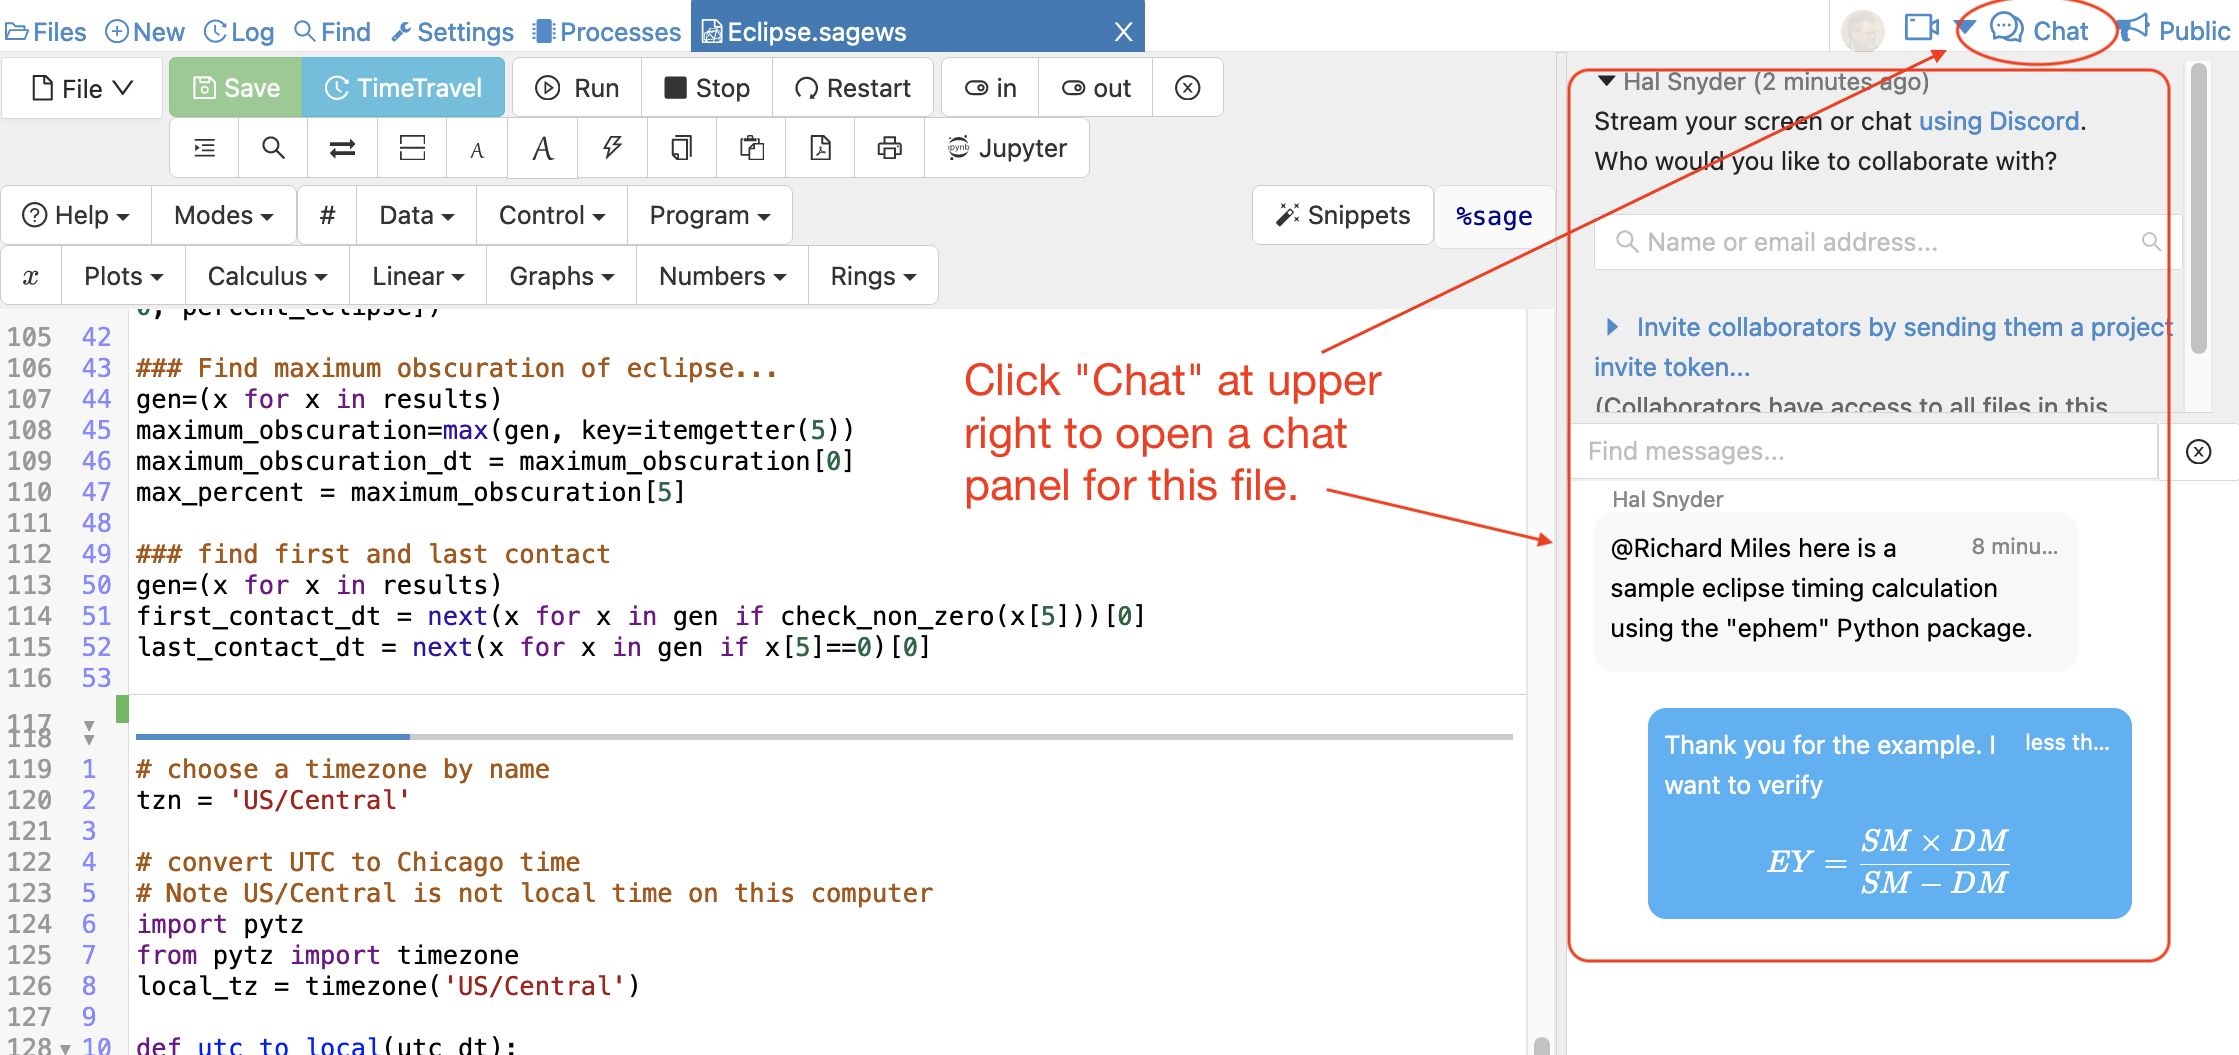 Files New Log Find Settings Processes Eclipse.sagews X Chat Public
File Save TimeTravel Run Stop Restart in out
A A Jupyter
Help Modes # Data Control Program Snippets %sage
x Plots Calculus Linear Graphs Numbers Rings
0, percent_eclipse])
105 42
106 43 ### Find maximum obscuration of eclipse...
107 44 gen=(x for x in results)
108 45 maximum_obscuration=max(gen, key=itemgetter(5))
109 46 maximum_obscuration_dt = maximum_obscuration[0]
110 47 max_percent = maximum_obscuration[5]
111 48
112 49 ### find first and last contact
113 50 gen=(x for x in results)
114 51 first_contact_dt = next(x for x in gen if check_non_zero(x[5]))[0]
115 52 last_contact_dt = next(x for x in gen if x[5]==0)[0]
116 53
117
118
119 1 # choose a timezone by name
120 2 tzn = 'US/Central'
121 3
122 4 # convert UTC to Chicago time
123 5 # Note US/Central is not local time on this computer
124 6 import pytz
125 7 from pytz import timezone
126 8 local_tz = timezone('US/Central')
127 9
128 10 def utc_to_local(utc_dt):
Click "Chat" at upper
right to open a chat
panel for this file.
Hal Snyder (2 minutes ago)
Stream your screen or chat using Discord.
Who would you like to collaborate with?
Name or email address...
Invite collaborators by sending them a project
invite token...
(Collaborators have access to all files in this
Find messages...
Hal Snyder
@Richard Miles here is a 8 minu...
sample eclipse timing calculation
using the "ephem" Python package.
Thank you for the example. I less th...
want to verify
EY = SM × DM
SM − DM